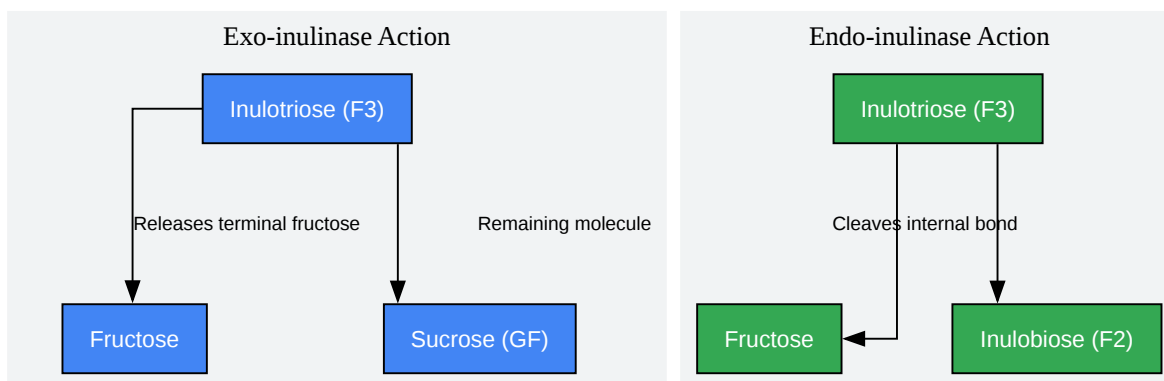 Exo-inulinase Action
Inulotriose (F3)
Releases terminal fructose
Remaining molecule
Fructose
Sucrose (GF)
Endo-inulinase Action
Inulotriose (F3)
Cleaves internal bond
Fructose
Inulobiose (F2)